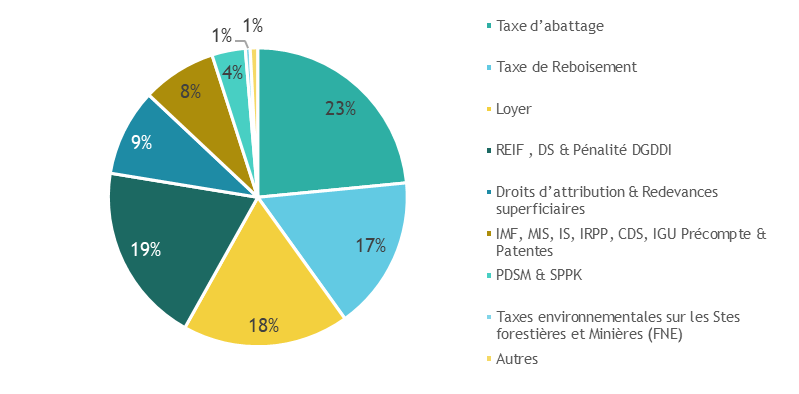 1%
1%
4%
8%
23%
9%
17%
19%
18%
Taxe d’abattage
Taxe de Reboisement
Loyer
REIF , DS & Pénalité DGDDI
Droits d’attribution & Redevances
superficiaires
IMF, MIS, IS, IRPP, CDS, IGU Précompte &
Patentes
PDSM & SPPK
Taxes environnementales sur les Stes
forestières et Minières (FNE)
Autres